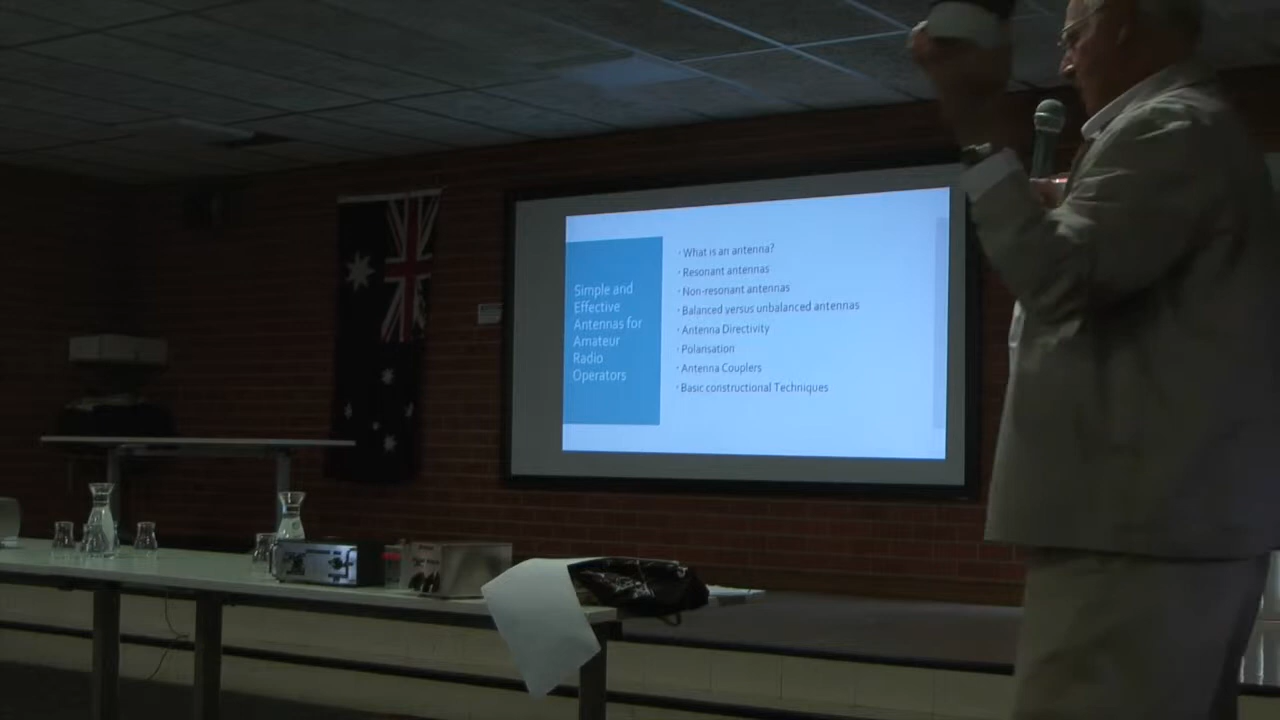 Simple and
Effective
Antennas for
Amateur
Radio
Operators
· What is an antenna?
· Resonant antennas
· Non-resonant antennas
· Balanced versus unbalanced antennas
· Antenna Directivity
· Polarisation
· Antenna Couplers
· Basic constructional Techniques